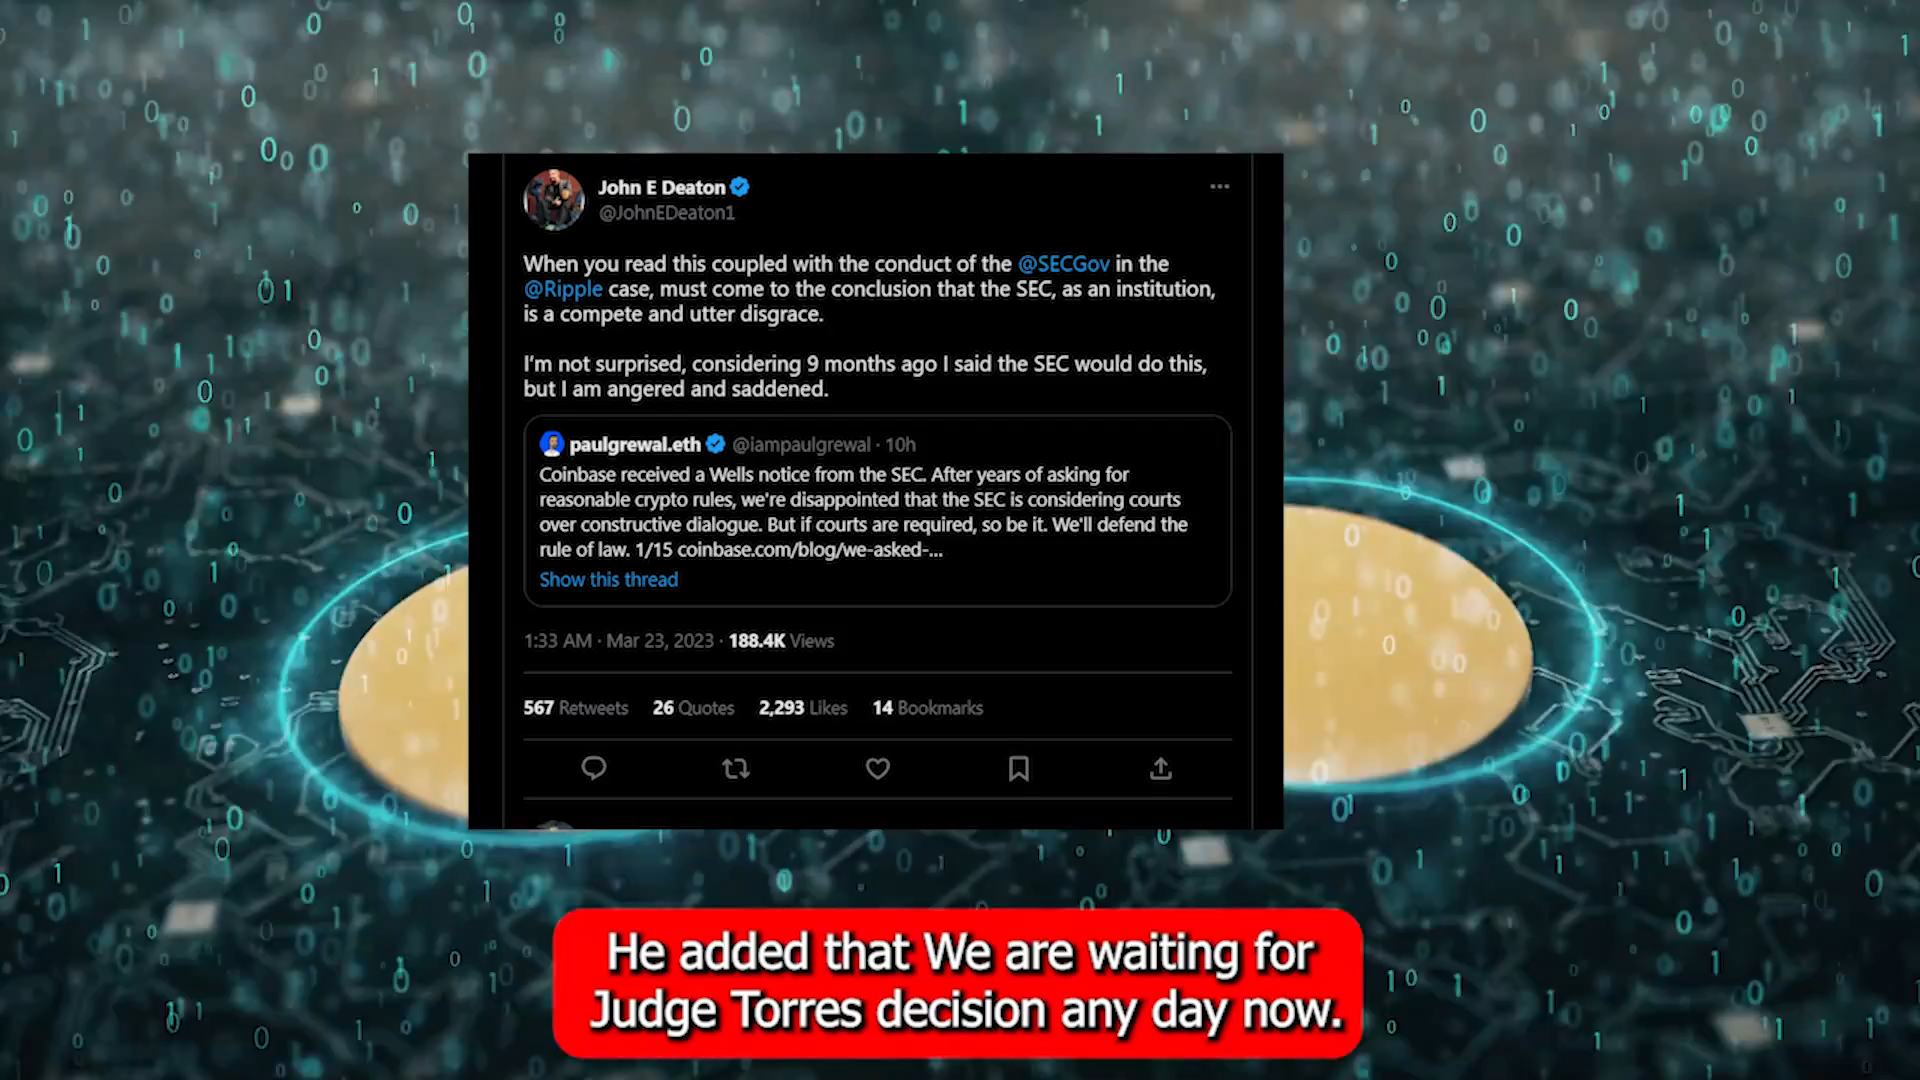 John E Deaton
@JohnEDeaton1
When you read this coupled with the conduct of the @SECGov in the
@Ripple case, must come to the conclusion that the SEC, as an institution,
is a compete and utter disgrace.
I'm not surprised, considering 9 months ago I said the SEC would do this,
but I am angered and saddened.
paulgrewal.eth @iampaulgrewal · 10h
Coinbase received a Wells notice from the SEC. After years of asking for
reasonable crypto rules, we're disappointed that the SEC is considering courts
over constructive dialogue. But if courts are required, so be it. We'll defend the
rule of law. 1/15 coinbase.com/blog/we-asked-...
Show this thread
1:33 AM · Mar 23, 2023 · 188.4K Views
567 Retweets 26 Quotes 2,293 Likes 14 Bookmarks
He added that We are waiting for
Judge Torres decision any day now.